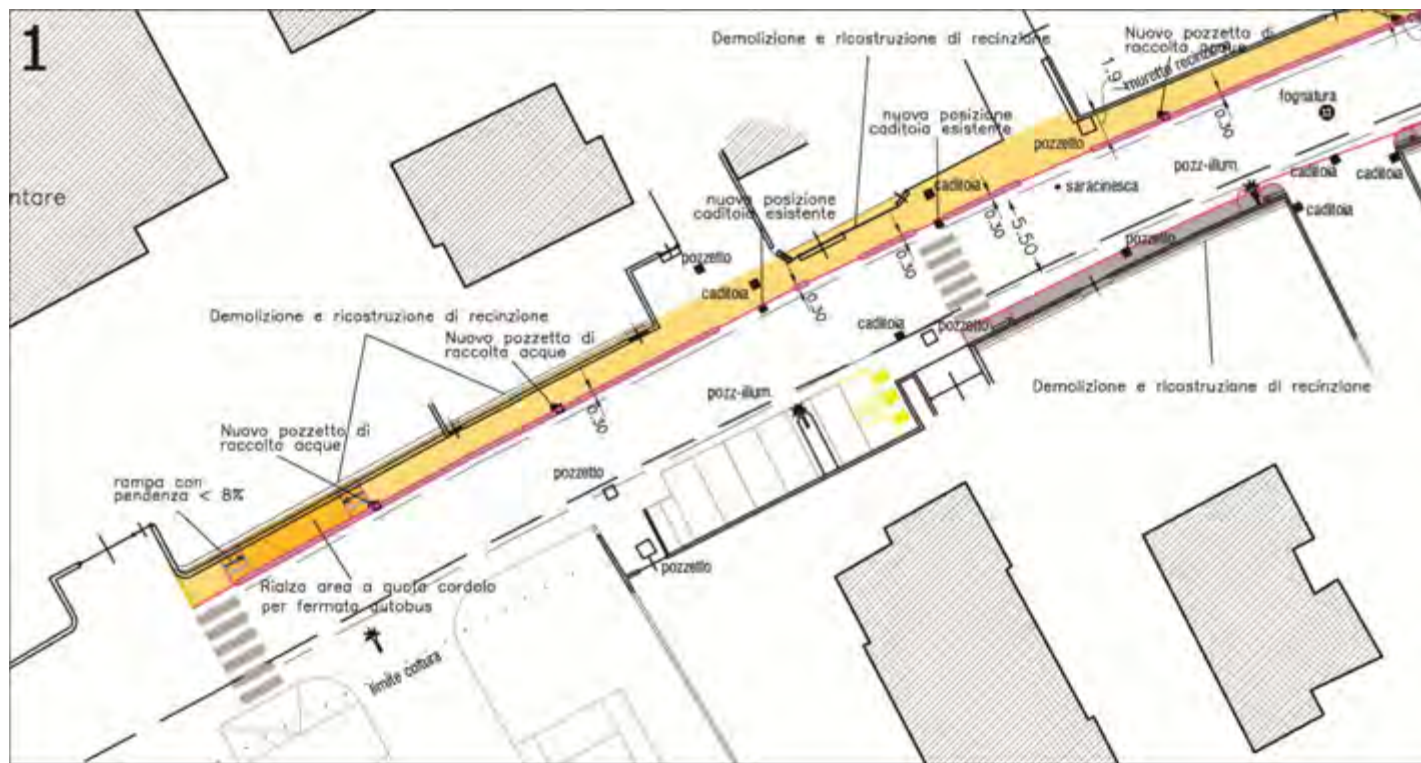 1
Demolizione e ricostruzione di recinzione
Nuovo pozzetto di
raccolta acque
1.9
muretto recinz
fognatura
nuova posizione
caditoia esistente
pozzetto
0.30
pozz-illum.
caditoia
caditoia
ntare
caditoia
saracinesca
nuova posizione
caditoia esistente
0.30
5.50
caditoia
pozzetto
0.30
pozzetto
caditoia
0.30
Demolizione e ricostruzione di recinzione
Nuovo pozzetto di
raccolta acque
caditoia
pozzetto
Demolizione e ricostruzione di recinzione
pozz-illum.
0.30
Nuovo pozzetto di
raccolta acque
pozzetto
rampa con
pendenza < 8%
pozzetto
Rialzo area a quota cordolo
per fermata autobus
limite coltura